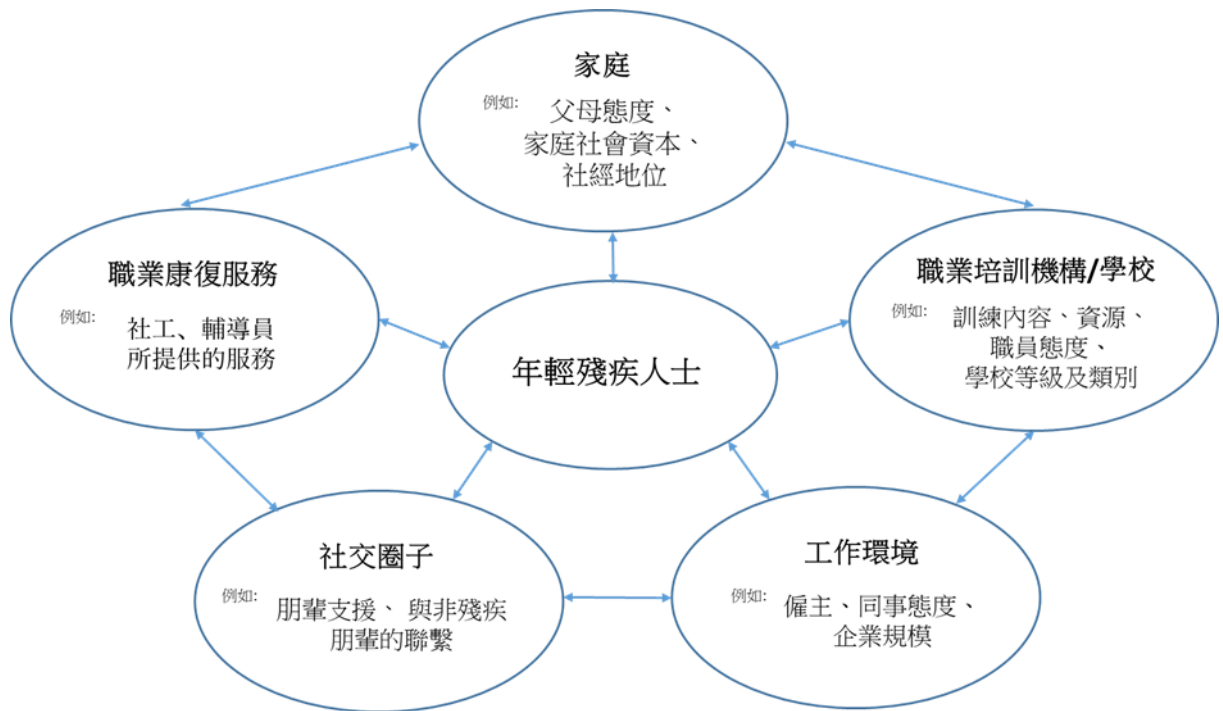 家庭
例如: 父母態度、
家庭社會資本、
社經地位
職業康復服務
例如: 社工、輔導員
所提供的服務
職業培訓機構/學校
例如: 訓練內容、資源、
職員態度、
學校等級及類別
年輕殘疾人士
社交圈子
例如: 朋輩支援、 與非殘疾
朋輩的聯繫
工作環境
例如: 僱主、同事態度、
企業規模